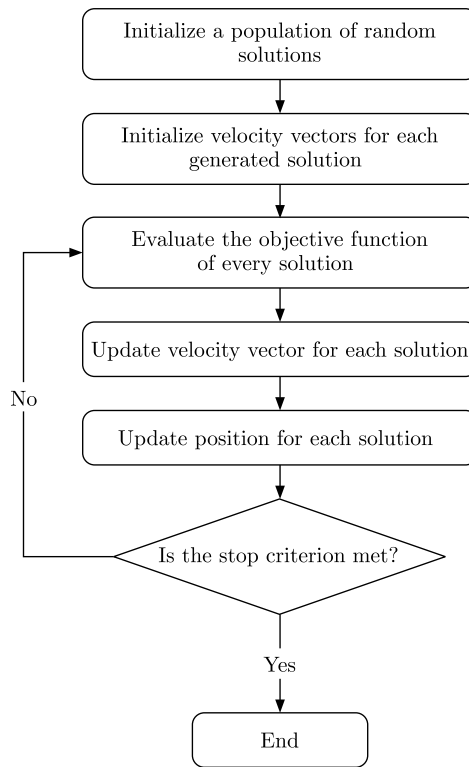 Initialize a population of random
solutions
Initialize velocity vectors for each
generated solution
Evaluate the objective function
of every solution
Update velocity vector for each solution
No
Update position for each solution
Is the stop criterion met?
Yes
End